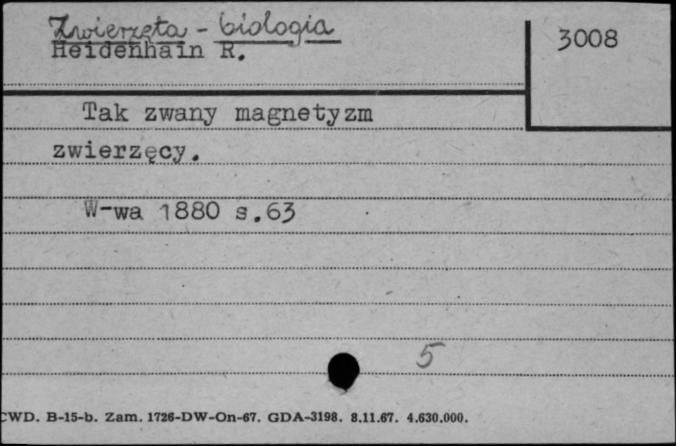 Zwierzęta - biologia
Heidenhain R.
3008
Tak zwany magnetyzm
zwierzęcy.
W-wa 1880 s.63
5
CWD. B-15-b. Zam. 1726-DW-On-67. GDA-3198. 8.11.67. 4.630.000.